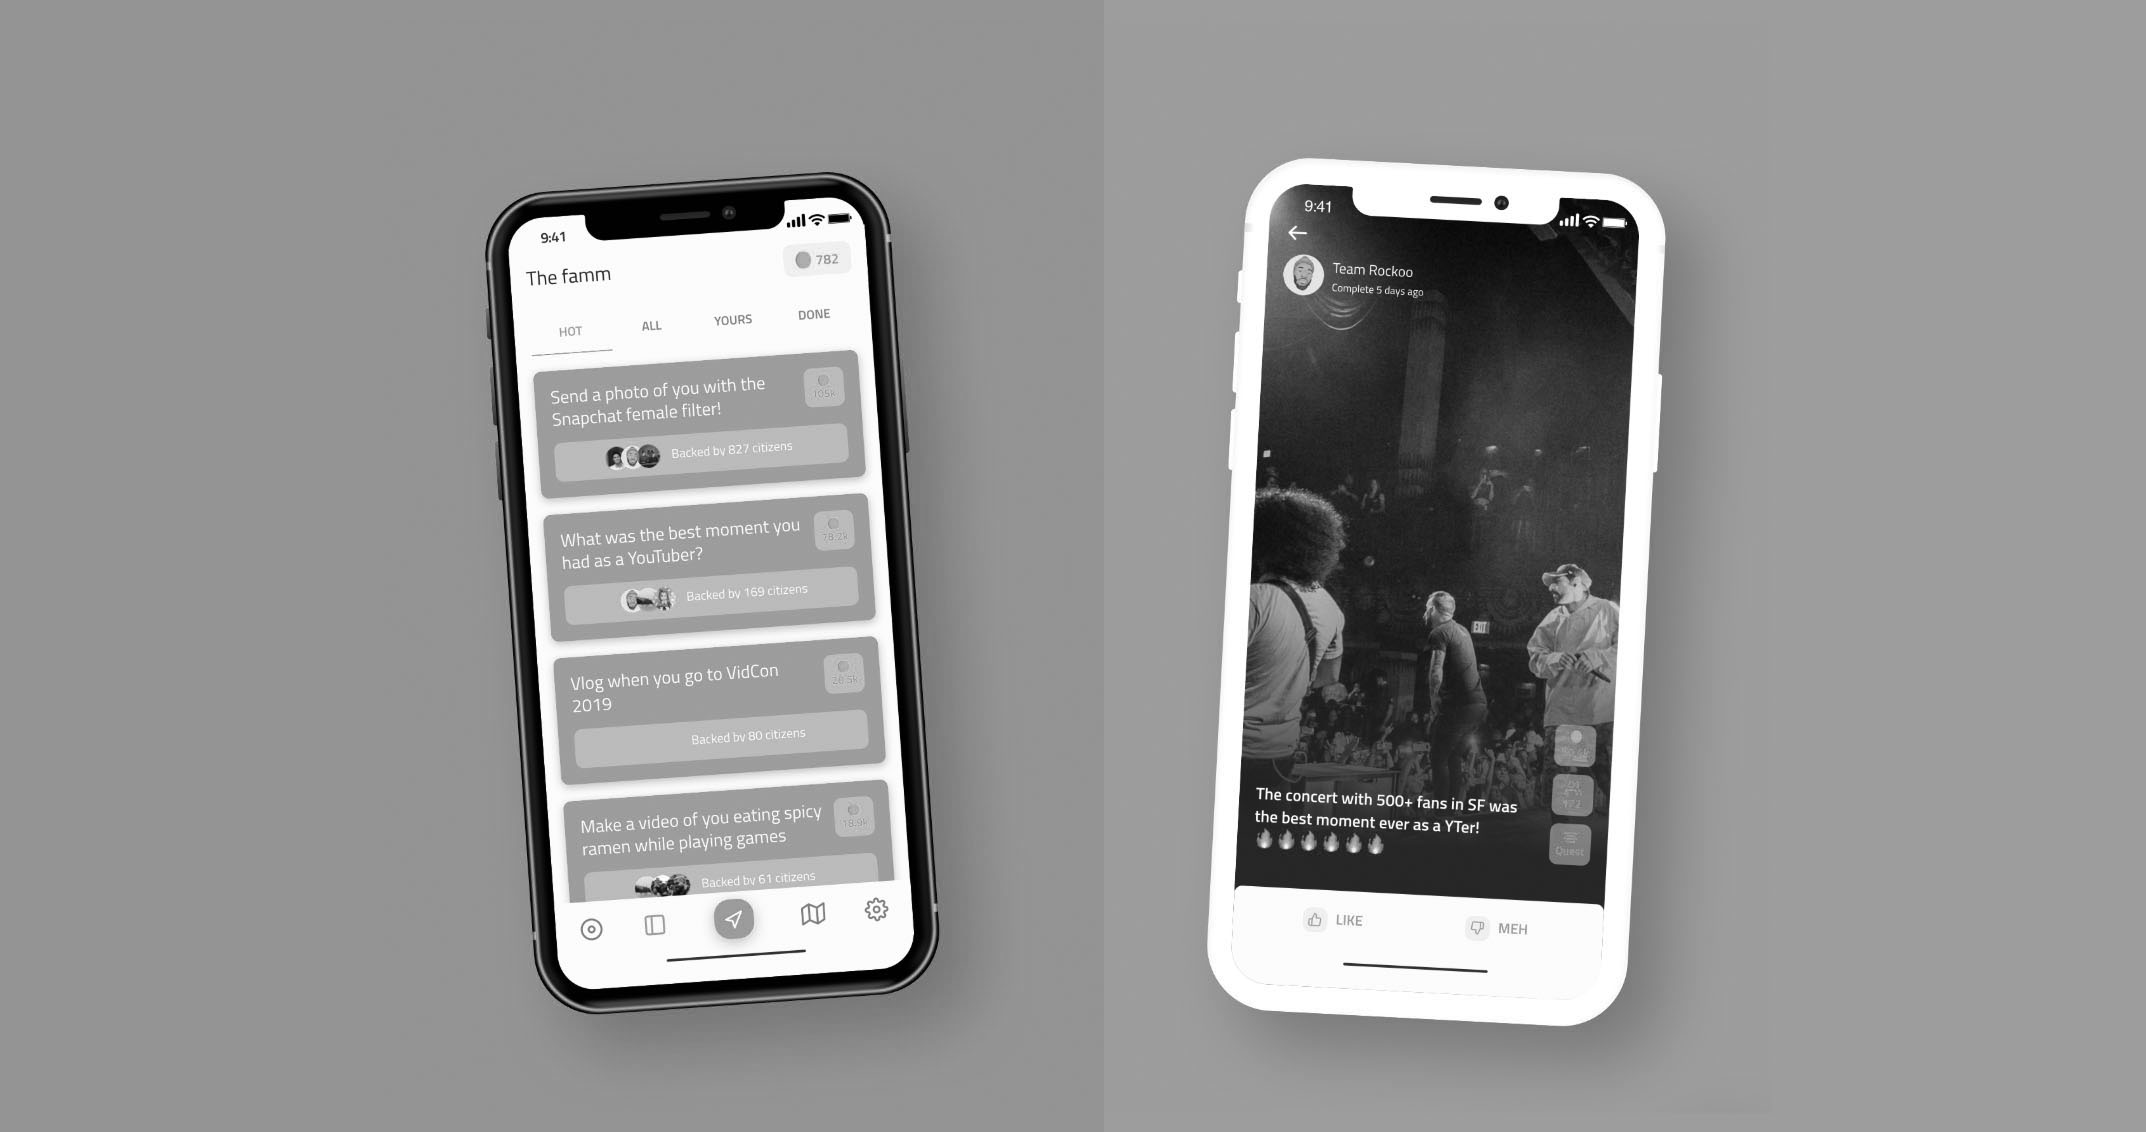 9:41
The famm
782
HOT
ALL
YOURS
DONE
Send a photo of you with the
Snapchat female filter!
105k
Backed by 827 citizens
What was the best moment you
had as a YouTuber?
78.2k
Backed by 169 citizens
Vlog when you go to VidCon
2019
20.5k
Backed by 80 citizens
Make a video of you eating spicy
ramen while playing games
18.9k
Backed by 61 citizens
9:41
Team Rockoo
Complete 5 days ago
EXIT
The concert with 500+ fans in SF was
the best moment ever as a YTer!
🔥🔥🔥🔥🔥🔥
472
Quest
LIKE
MEH